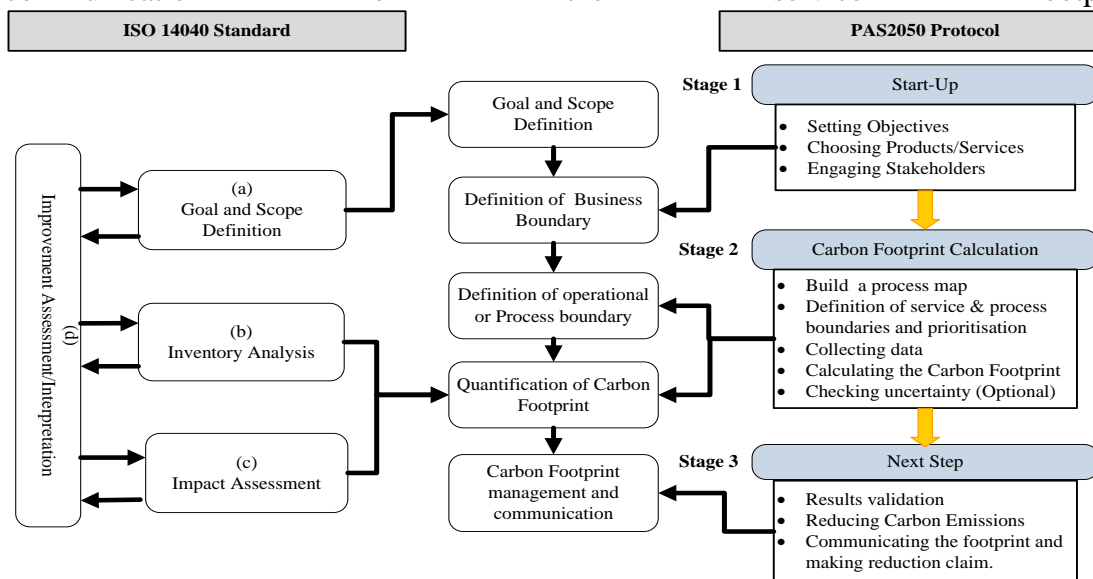 ISO 14040 Standard
PAS2050 Protocol
Improvement Assessment/Interpretation
(d)
(a)
Goal and Scope
Definition
(b)
Inventory Analysis
(c)
Impact Assessment
Goal and Scope
Definition
Definition of Business
Boundary
Definition of operational
or Process boundary
Quantification of Carbon
Footprint
Carbon Footprint
management and
communication
Stage 1
Start-Up
• Setting Objectives
• Choosing Products/Services
• Engaging Stakeholders
Stage 2
Carbon Footprint Calculation
• Build a process map
• Definition of service & process
boundaries and prioritisation
• Collecting data
• Calculating the Carbon Footprint
• Checking uncertainty (Optional)
Stage 3
Next Step
• Results validation
• Reducing Carbon Emissions
• Communicating the footprint and
making reduction claim.